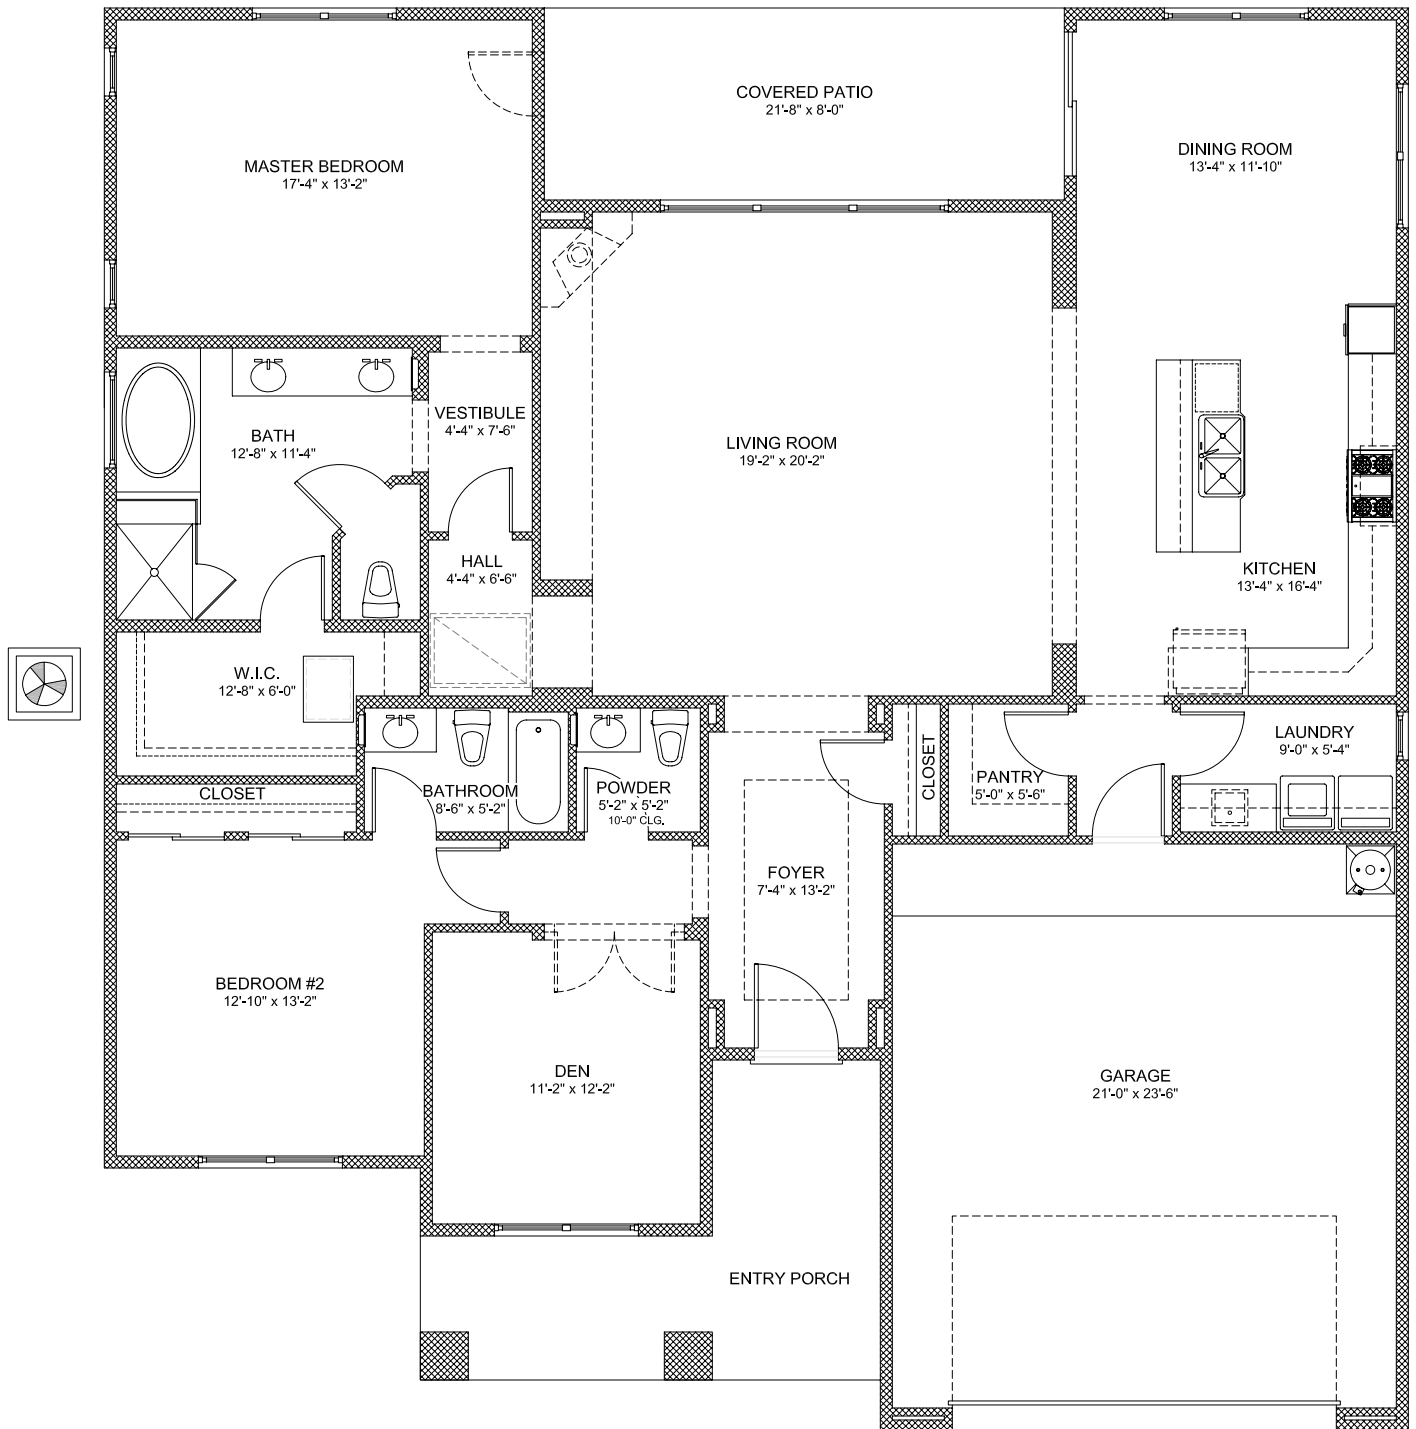 COVERED PATIO
21'-8" x 8'-0"
DINING ROOM
13'-4" x 11'-10"
MASTER BEDROOM
17'-4" x 13'-2"
VESTIBULE
4'-4" x 7'-6"
BATH
12'-8" x 11'-4"
LIVING ROOM
19'-2" x 20'-2"
HALL
4'-4" x 6'-6"
KITCHEN
13'-4" x 16'-4"
W.I.C.
12'-8" x 6'-0"
LAUNDRY
9'-0" x 5'-4"
CLOSET
BATHROOM
8'-6" x 5'-2"
POWDER
5'-2" x 5'-2"
10'-0" CLG.
CLOSET
PANTRY
5'-0" x 5'-6"
FOYER
7'-4" x 13'-2"
BEDROOM #2
12'-10" x 13'-2"
DEN
11'-2" x 12'-2"
GARAGE
21'-0" x 23'-6"
ENTRY PORCH